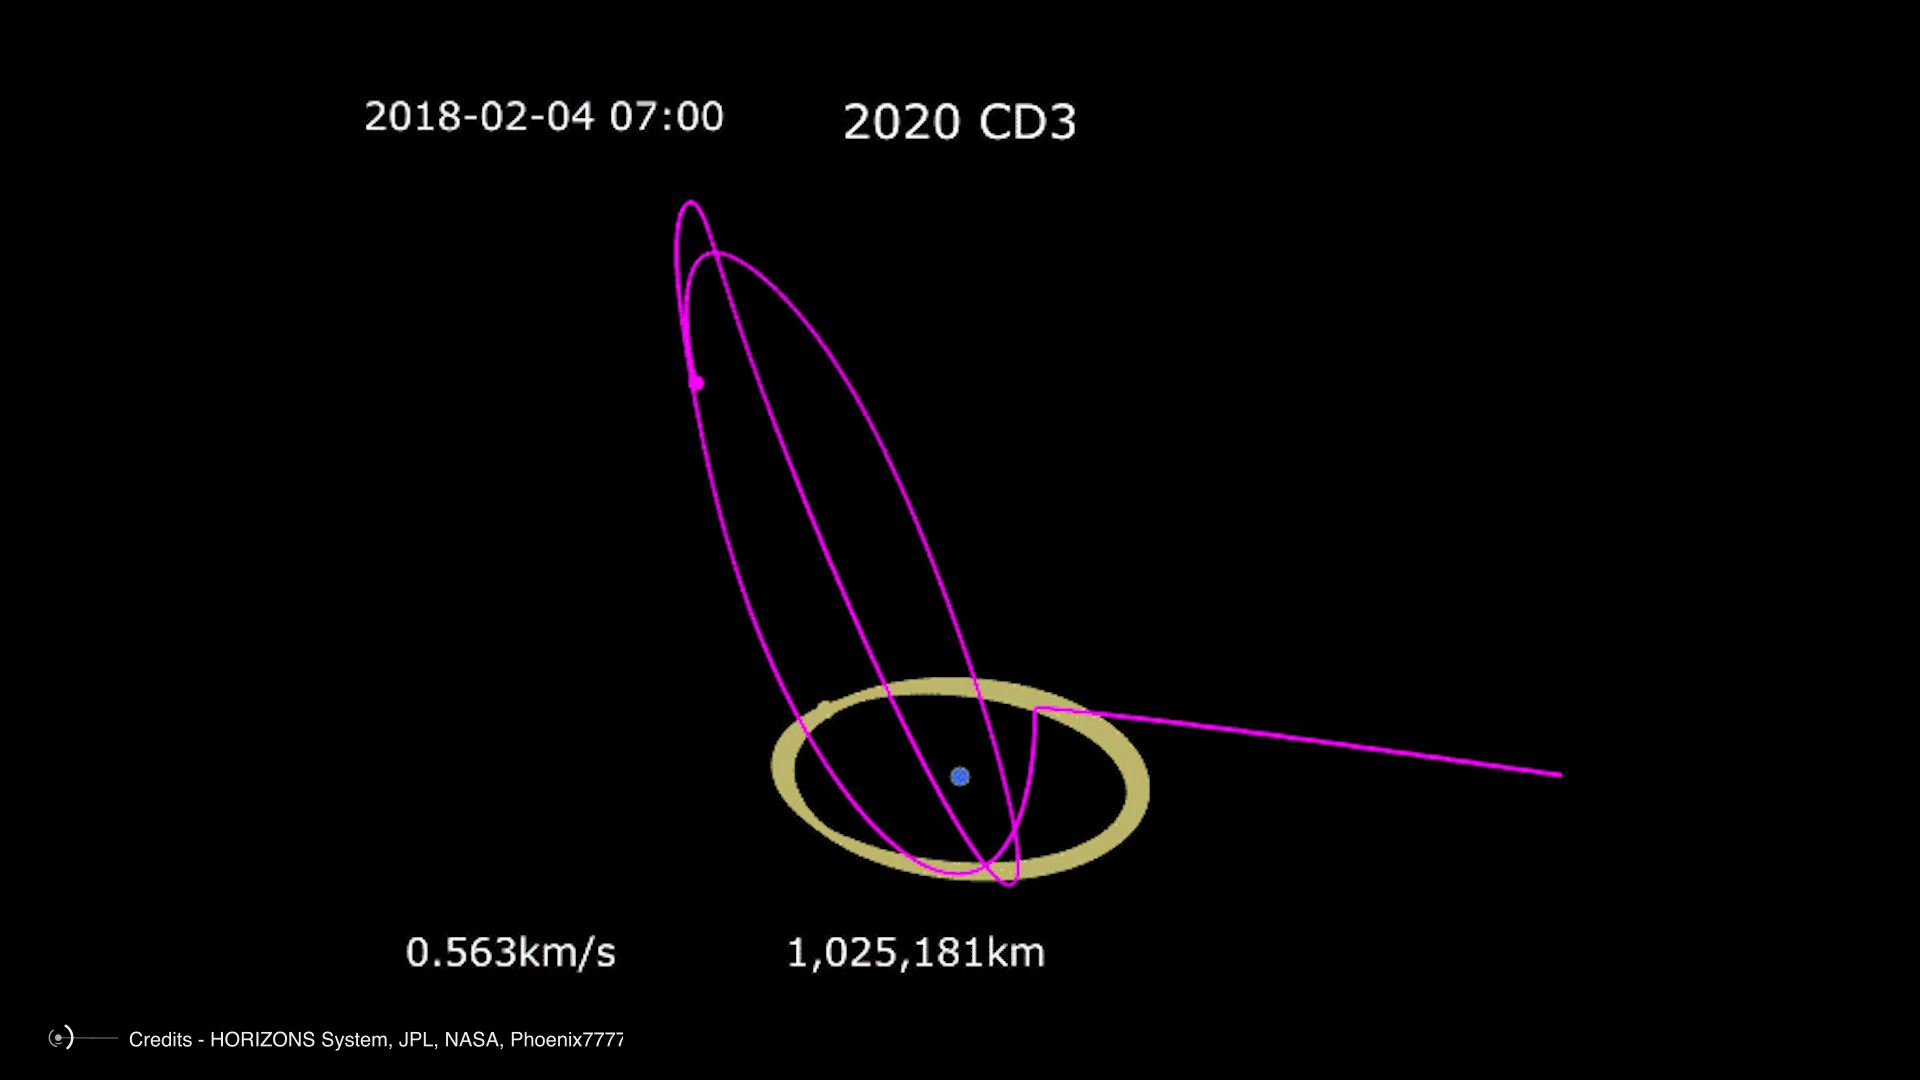 2018-02-04 07:00
2020 CD3
0.563km/s
1,025,181km
Credits - HORIZONS System, JPL, NASA, Phoenix7777